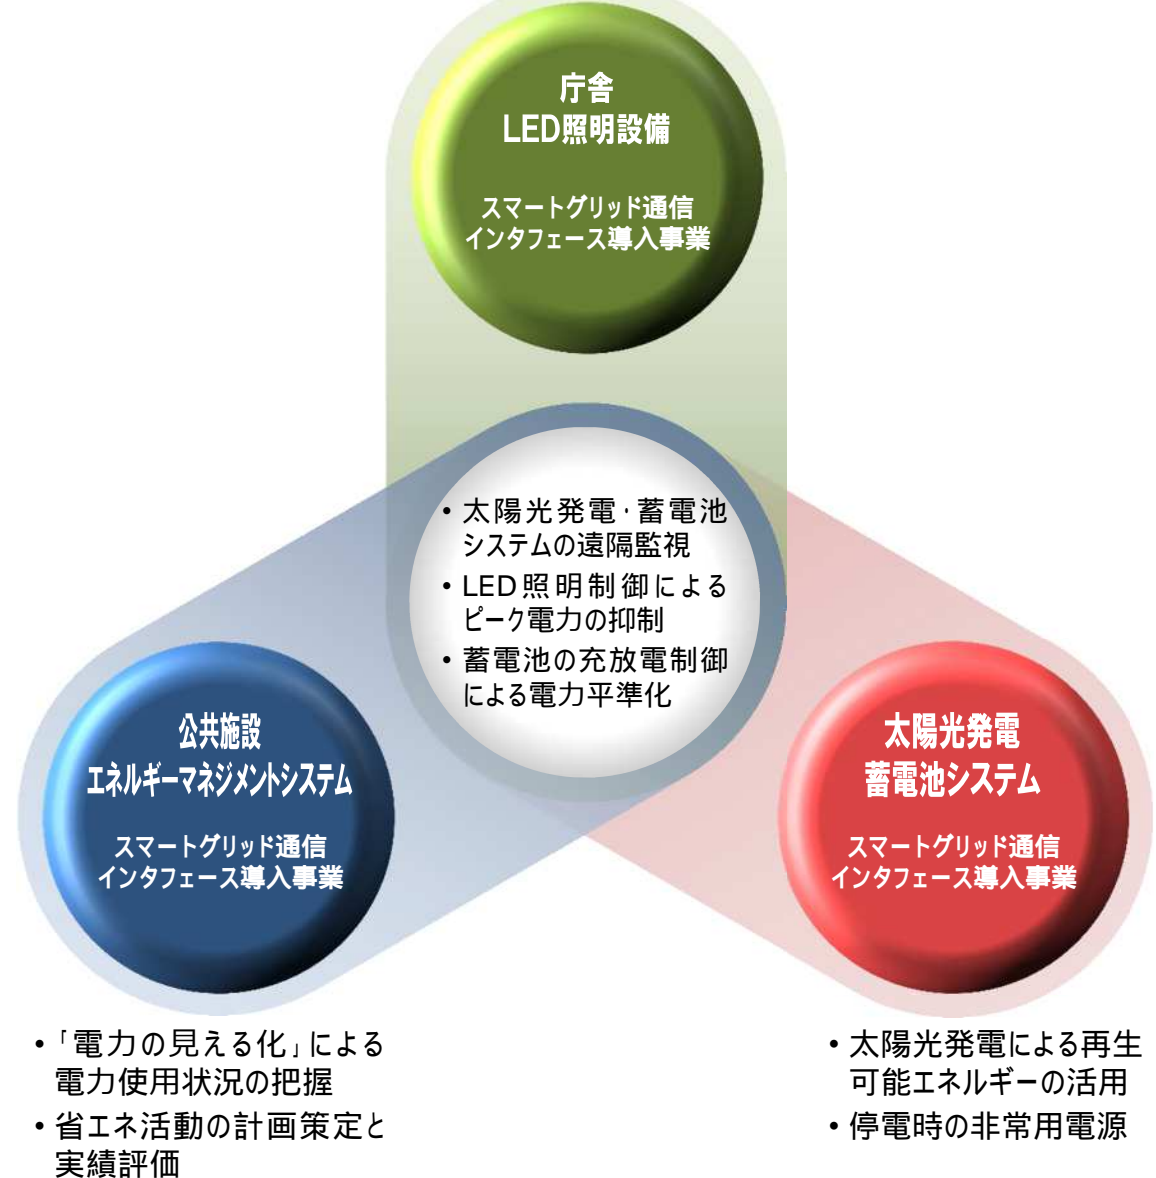 庁舎
LED照明設備
スマートグリッド通信
インタフェース導入事業
・太陽光発電・蓄電池
システムの遠隔監視
・LED照明制御による
ピーク電力の抑制
・蓄電池の充放電制御
による電力平準化
公共施設
エネルギーマネジメントシステム
スマートグリッド通信
インタフェース導入事業
太陽光発電
蓄電池システム
スマートグリッド通信
インタフェース導入事業
・「電力の見える化」による
電力使用状況の把握
・省エネ活動の計画策定と
実績評価
・太陽光発電による再生
可能エネルギーの活用
・停電時の非常用電源